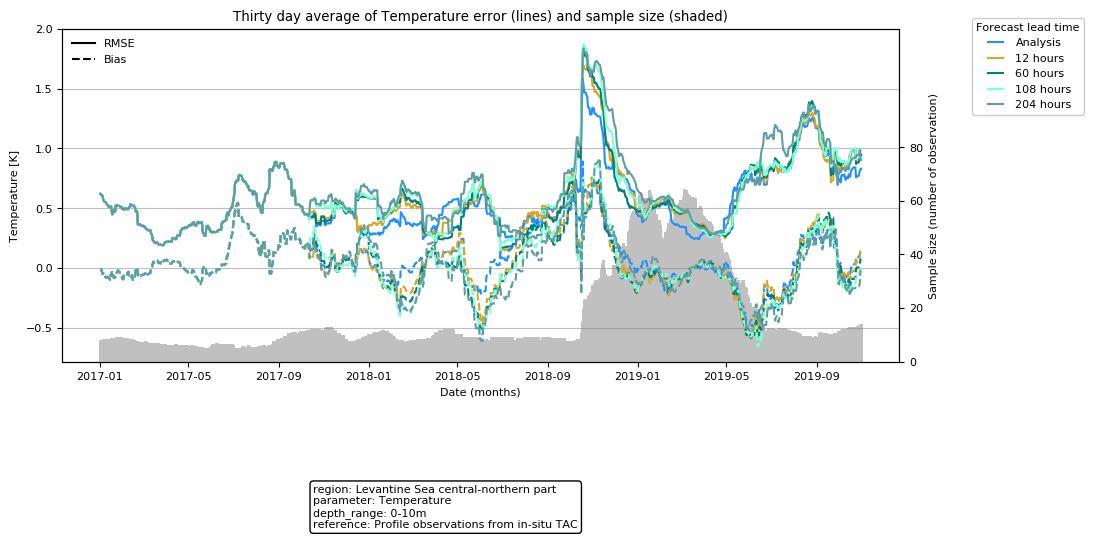 Thirty day average of Temperature error (lines) and sample size (shaded)
RMSE
Bias
2.0
1.5
1.0
0.5
0.0
−0.5
Temperature [K]
80
60
40
20
0
Sample size (number of observation)
2017-01 2017-05 2017-09 2018-01 2018-05 2018-09 2019-01 2019-05 2019-09
Date (months)
Forecast lead time
Analysis
12 hours
60 hours
108 hours
204 hours
region: Levantine Sea central-northern part
parameter: Temperature
depth_range: 0-10m
reference: Profile observations from in-situ TAC